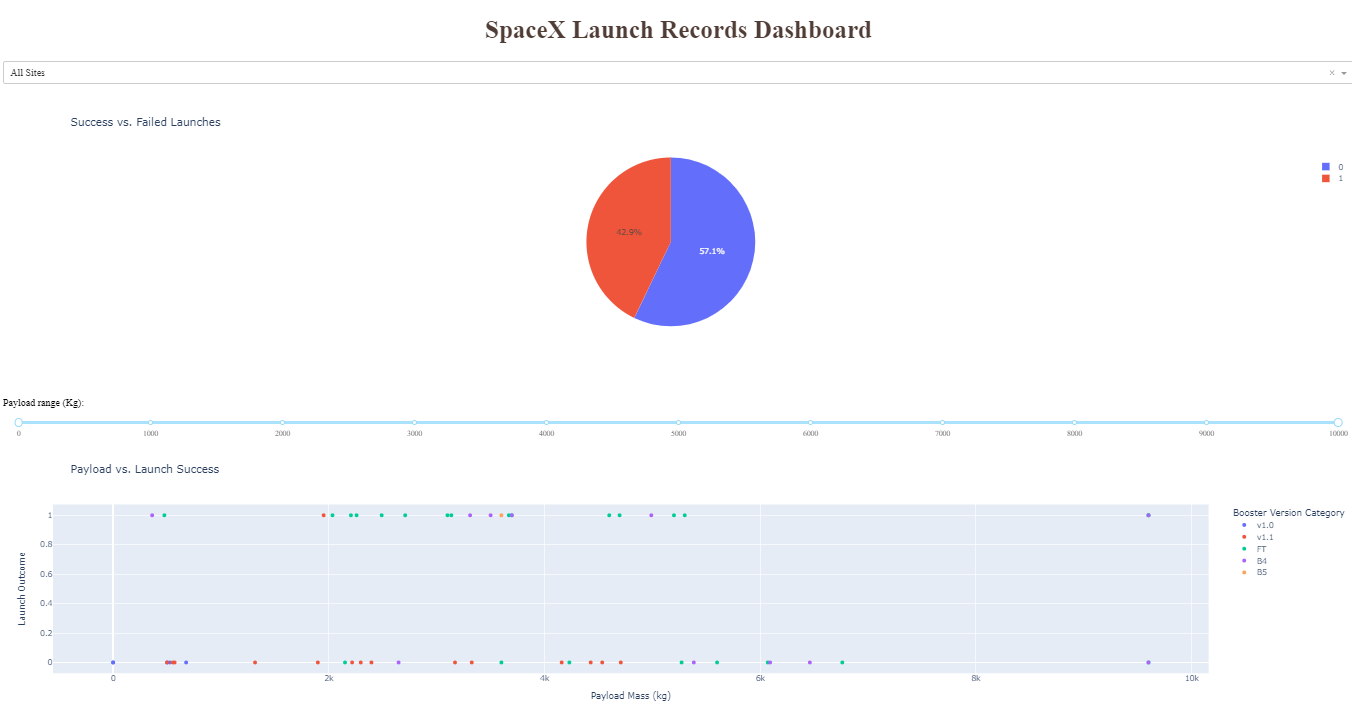 SpaceX Launch Records Dashboard
All Sites × 
Success vs. Failed Launches
0
1
42.9%
57.1%
Payload range (Kg):
0 1000 2000 3000 4000 5000 6000 7000 8000 9000 10000
Payload vs. Launch Success
Launch Outcome
1
0.8
0.6
0.4
0.2
0
0 2k 4k 6k 8k 10k
Payload Mass (kg)
Booster Version Category
v1.0
v1.1
FT
B4
B5